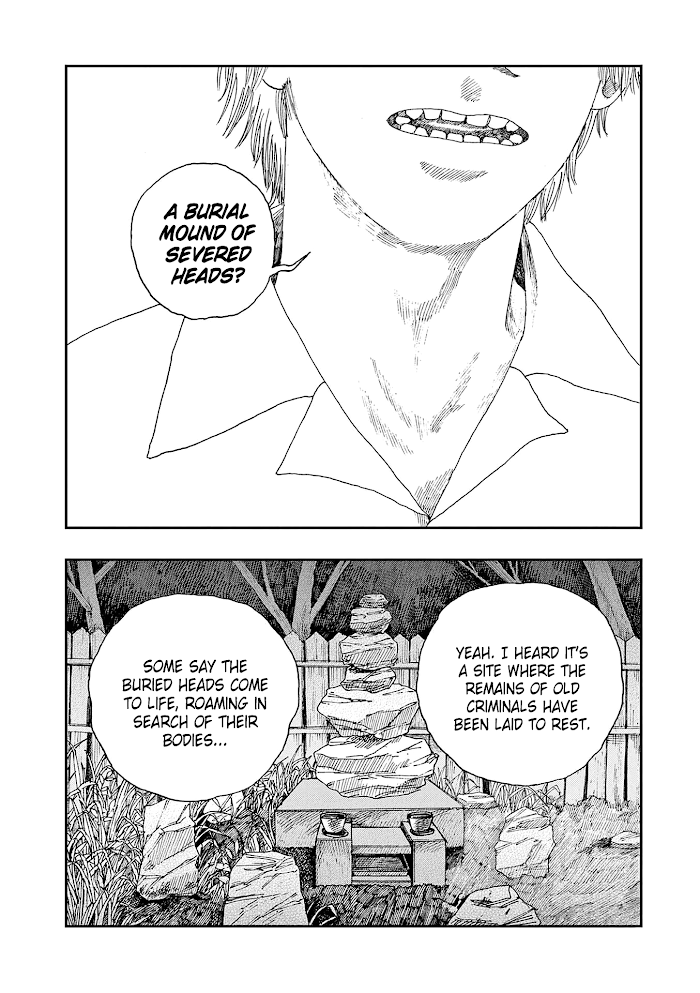 A BURIAL
MOUND OF
SEVERED
HEADS?
YEAH. I HEARD IT'S
A SITE WHERE THE
REMAINS OF OLD
CRIMINALS HAVE
BEEN LAID TO REST.
SOME SAY THE
BURIED HEADS COME
TO LIFE, ROAMING IN
SEARCH OF THEIR
BODIES...